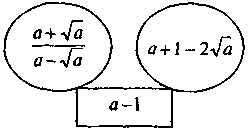 a + √a / a − √a
a + 1 − 2√a
a − 1